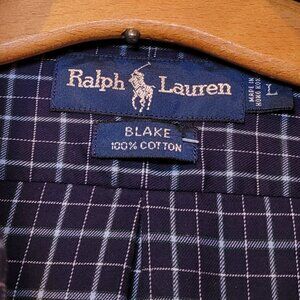 Ralph Lauren
MADE IN
HONG KONG
L
BLAKE
100% COTTON